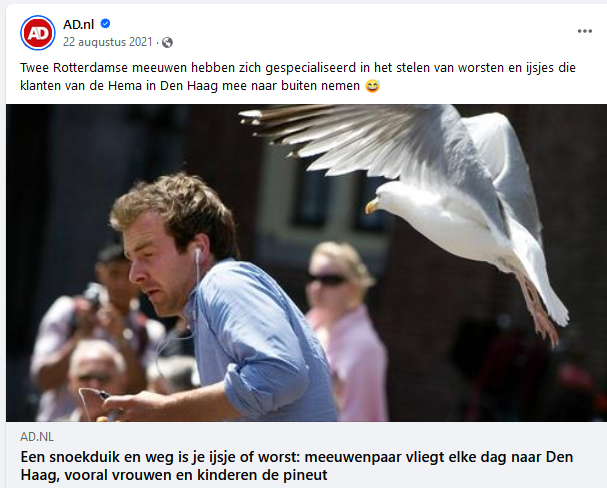 AD
AD.nl
22 augustus 2021 ·
Twee Rotterdamse meeuwen hebben zich gespecialiseerd in het stelen van worsten en ijsjes die
klanten van de Hema in Den Haag mee naar buiten nemen 😅
AD.NL
Een snoekduik en weg is je ijsje of worst: meeuwenpaar vliegt elke dag naar Den
Haag, vooral vrouwen en kinderen de pineut